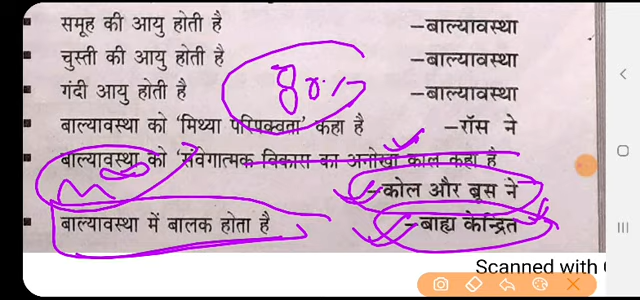 समूह की आयु होती है –बाल्यावस्था
चुस्ती की आयु होती है –बाल्यावस्था
गंदी आयु होती है –बाल्यावस्था
बाल्यावस्था को 'मिथ्या परिपक्वता' कहा है –रॉस ने
बाल्यावस्था को 'संवेगात्मक विकास का अनोखा काल कहा है
–कोल और ब्रूस ने
बाल्यावस्था में बालक होता है –बाह्य केन्द्रित
Scanned with